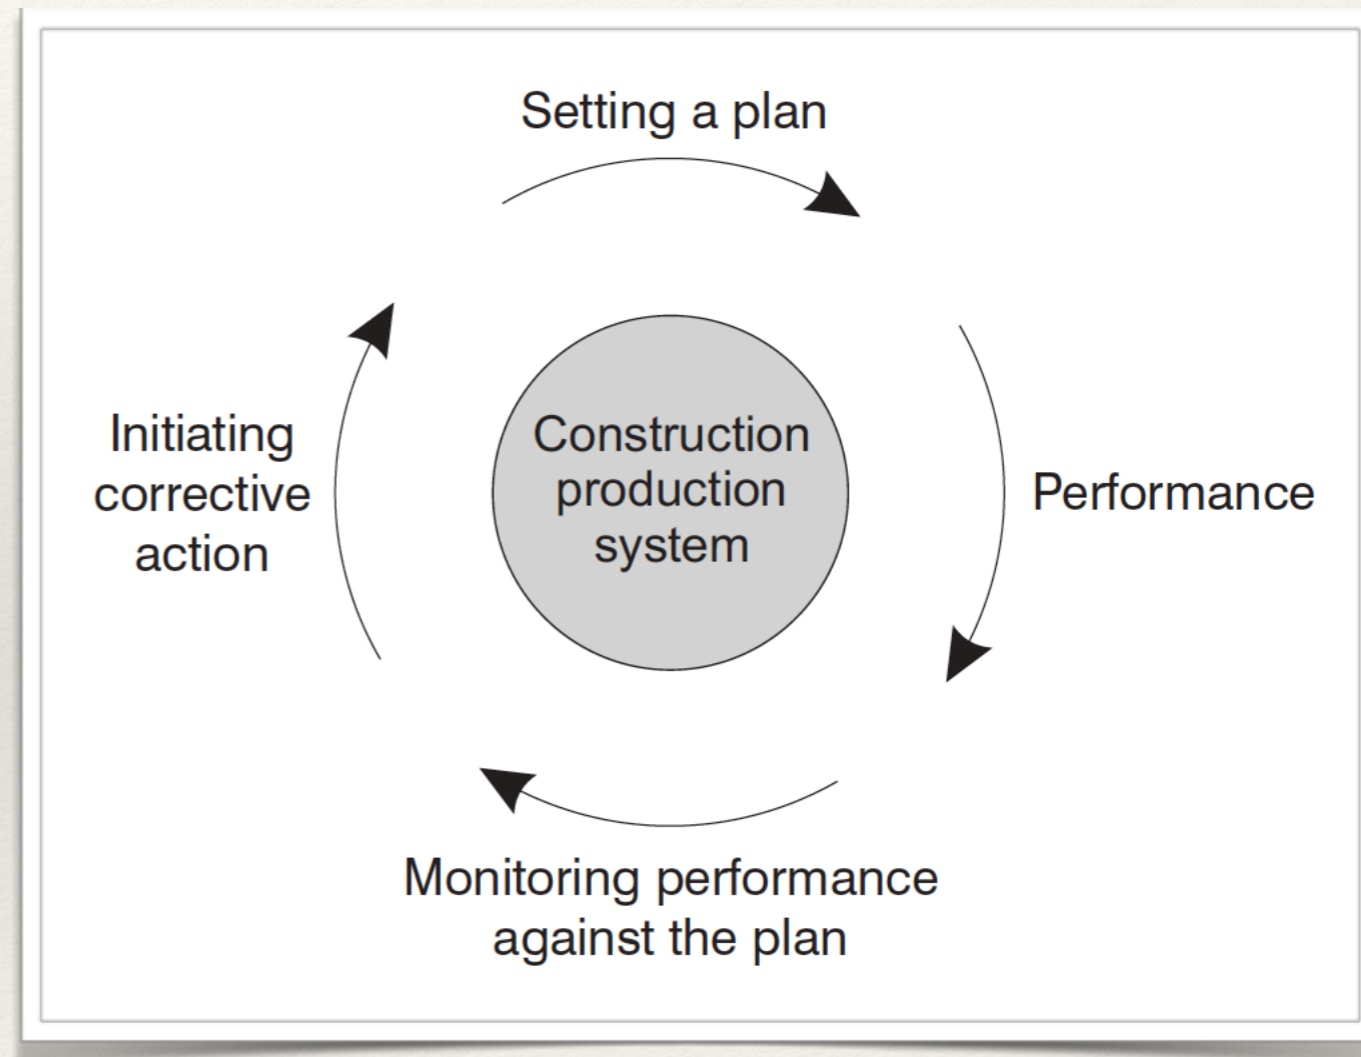 Setting a plan
Performance
Monitoring performance
against the plan
Initiating
corrective
action
Construction
production
system